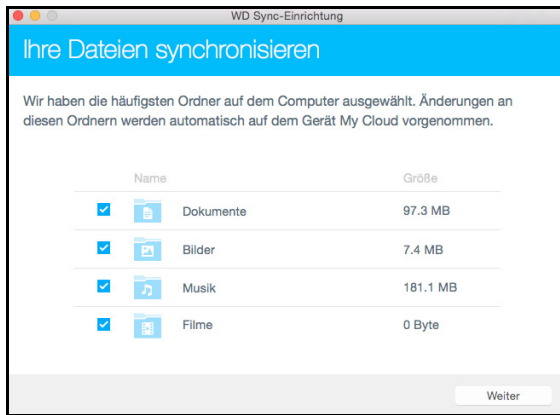 WD Sync-Einrichtung
Ihre Dateien synchronisieren
Wir haben die häufigsten Ordner auf dem Computer ausgewählt. Änderungen an
diesen Ordnern werden automatisch auf dem Gerät My Cloud vorgenommen.
Name Größe
Dokumente 97.3 MB
Bilder 7.4 MB
Musik 181.1 MB
Filme 0 Byte
Weiter